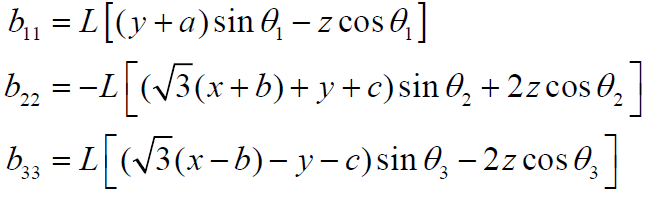 b₁₁ = L[(y + a) sin θ₁ − z cos θ₁]
b₂₂ = −L[(√3(x + b) + y + c) sin θ₂ + 2z cos θ₂]
b₃₃ = L[(√3(x − b) − y − c) sin θ₃ − 2z cos θ₃]